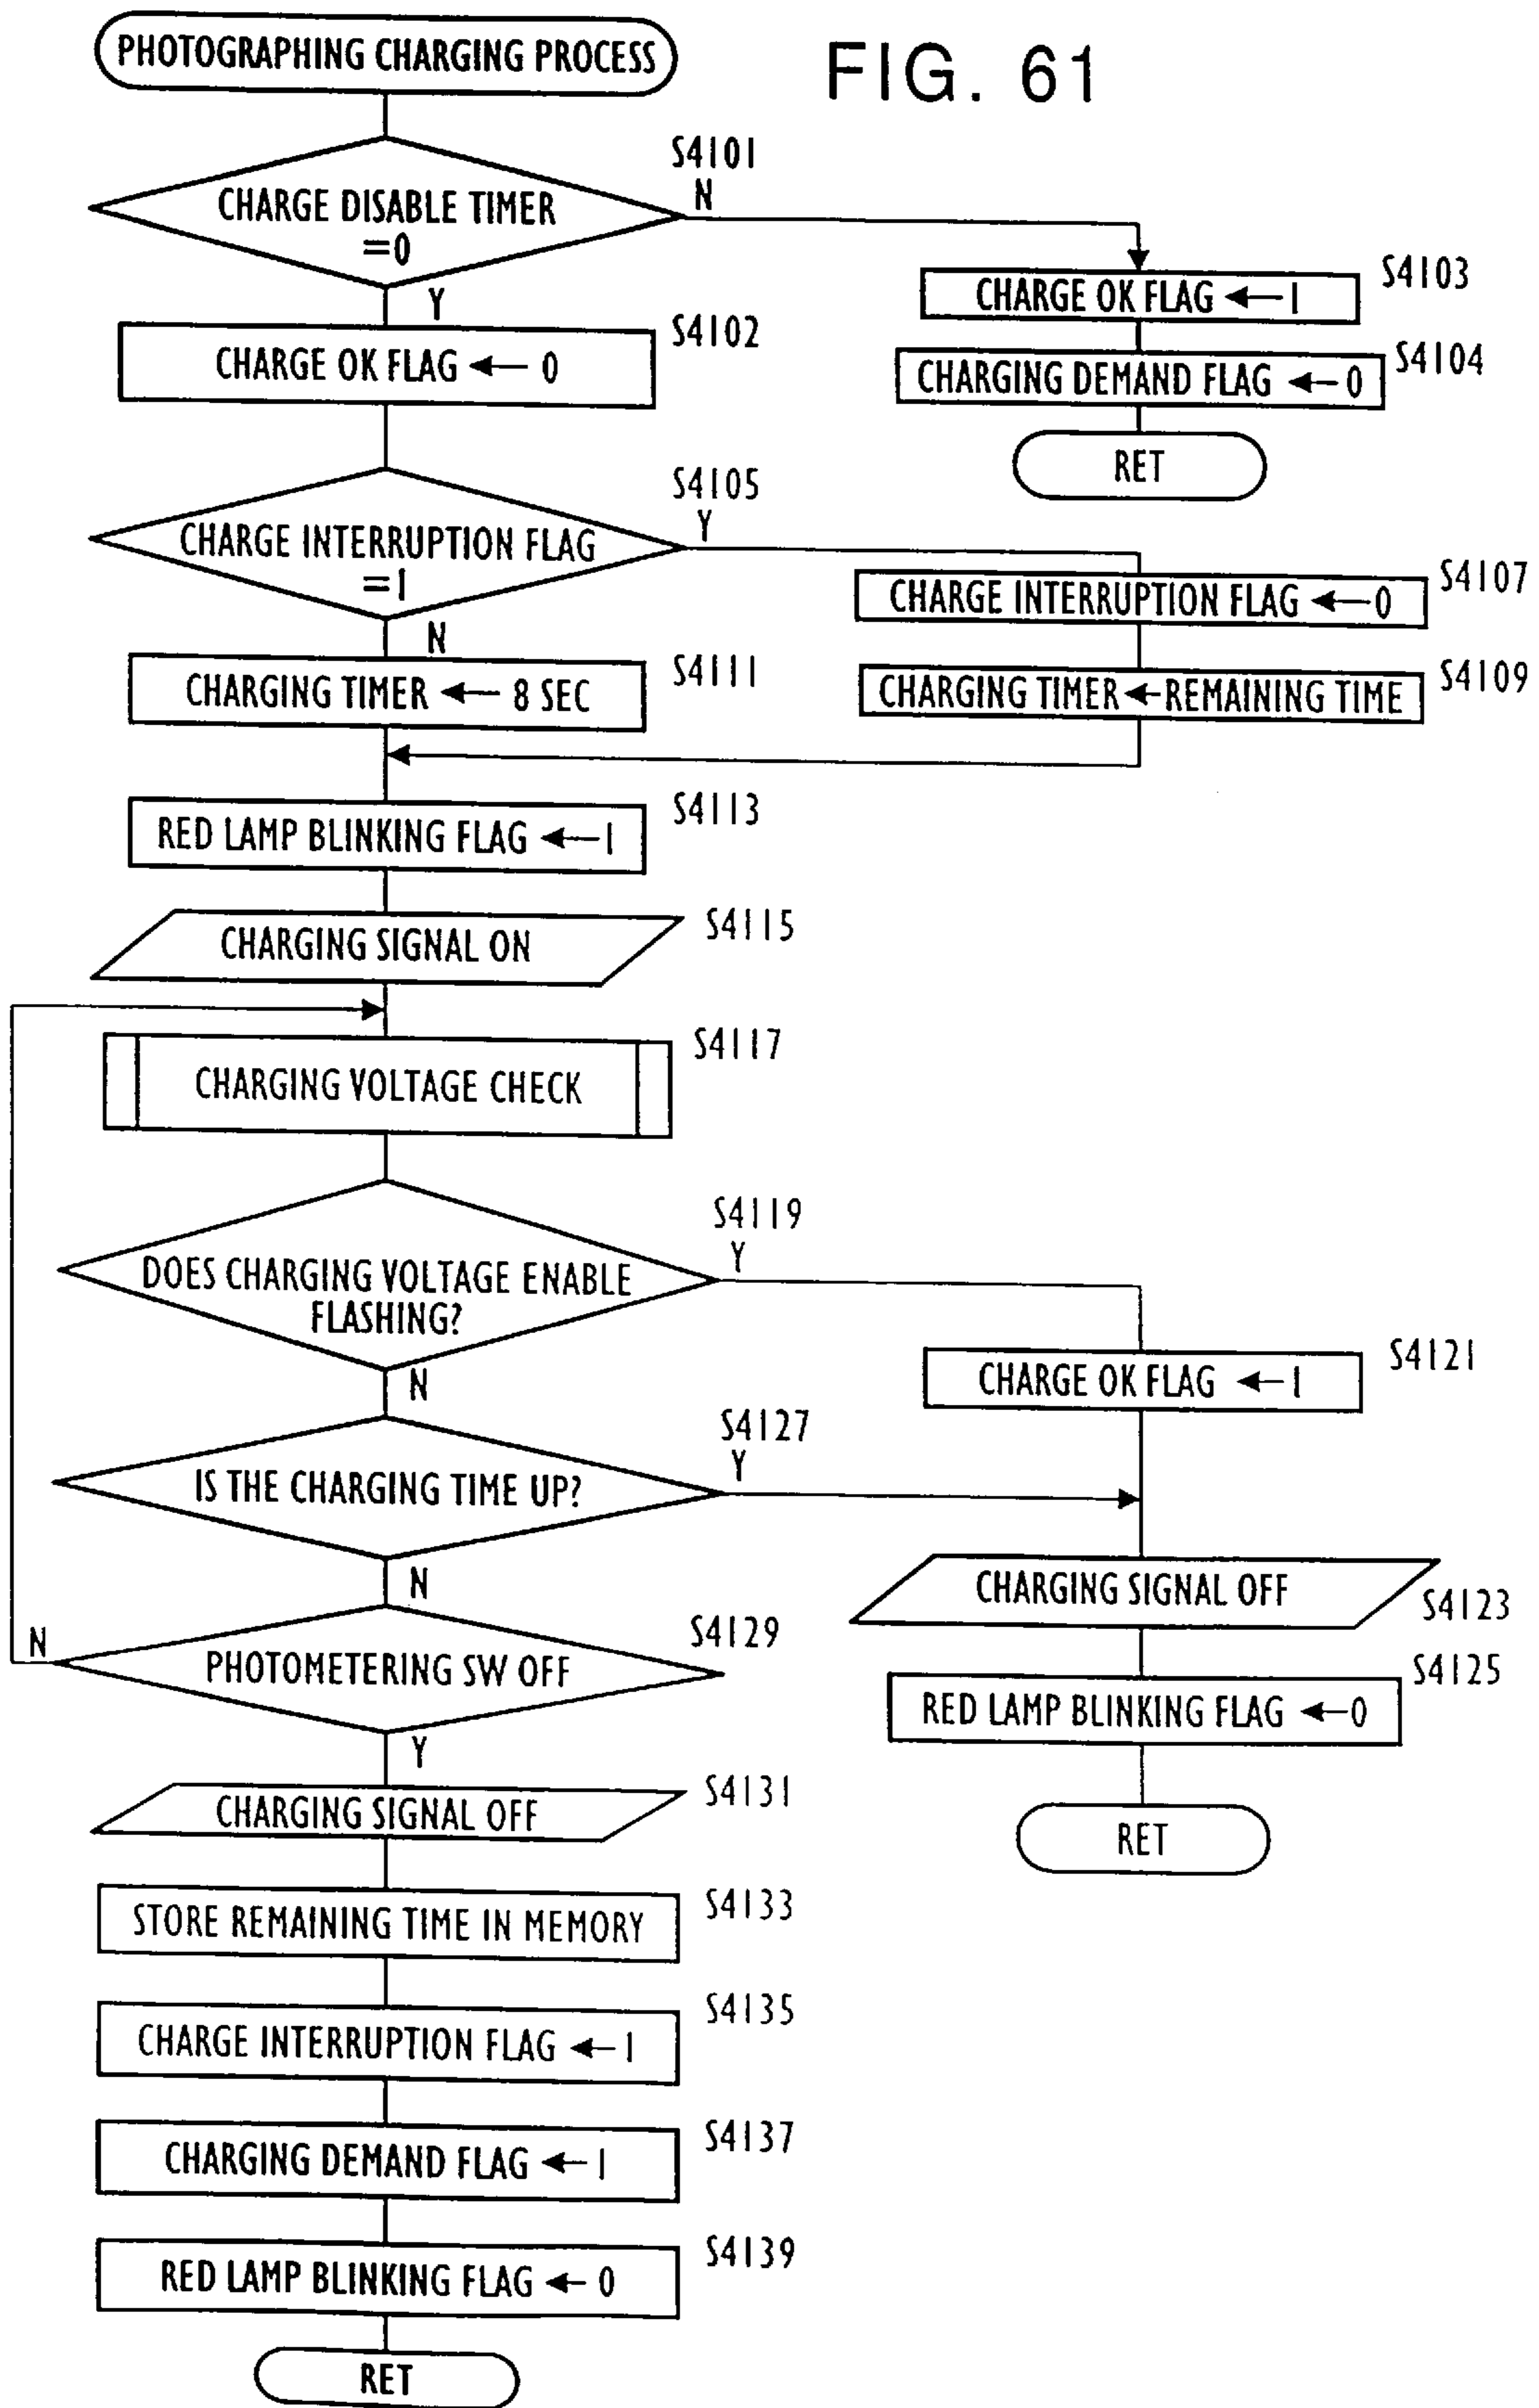 PHOTOGRAPHING CHARGING PROCESS
FIG. 61
S4101
N
CHARGE DISABLE TIMER
=0
Y
S4103
CHARGE OK FLAG ←1
S4102
CHARGE OK FLAG ← 0
S4104
CHARGING DEMAND FLAG ←0
RET
S4105
Y
CHARGE INTERRUPTION FLAG
=1
N
S4107
CHARGE INTERRUPTION FLAG ←0
S4111
CHARGING TIMER ← 8 SEC
S4109
CHARGING TIMER←REMAINING TIME
S4113
RED LAMP BLINKING FLAG ←1
S4115
CHARGING SIGNAL ON
S4117
CHARGING VOLTAGE CHECK
S4119
Y
DOES CHARGING VOLTAGE ENABLE
FLASHING?
N
S4121
CHARGE OK FLAG ←1
S4127
Y
IS THE CHARGING TIME UP?
N
CHARGING SIGNAL OFF
S4123
S4129
N
PHOTOMETERING SW OFF
Y
S4125
RED LAMP BLINKING FLAG ←0
RET
S4131
CHARGING SIGNAL OFF
S4133
STORE REMAINING TIME IN MEMORY
S4135
CHARGE INTERRUPTION FLAG ←1
S4137
CHARGING DEMAND FLAG ←1
S4139
RED LAMP BLINKING FLAG ← 0
RET